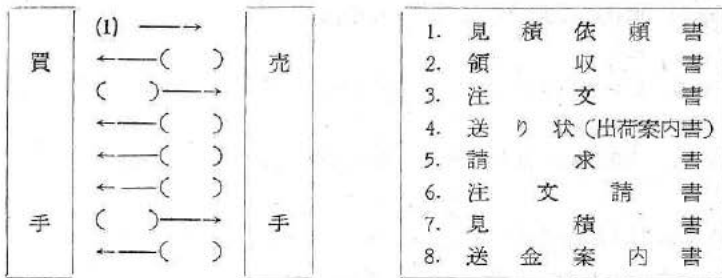 買手
(1) ──→
←──( )
( )──→
←──( )
←──( )
←──( )
( )──→
←──( )
売手
1. 見積依頼書
2. 領収書
3. 注文書
4. 送り状(出荷案内書)
5. 請求書
6. 注文請書
7. 見積書
8. 送金案内書